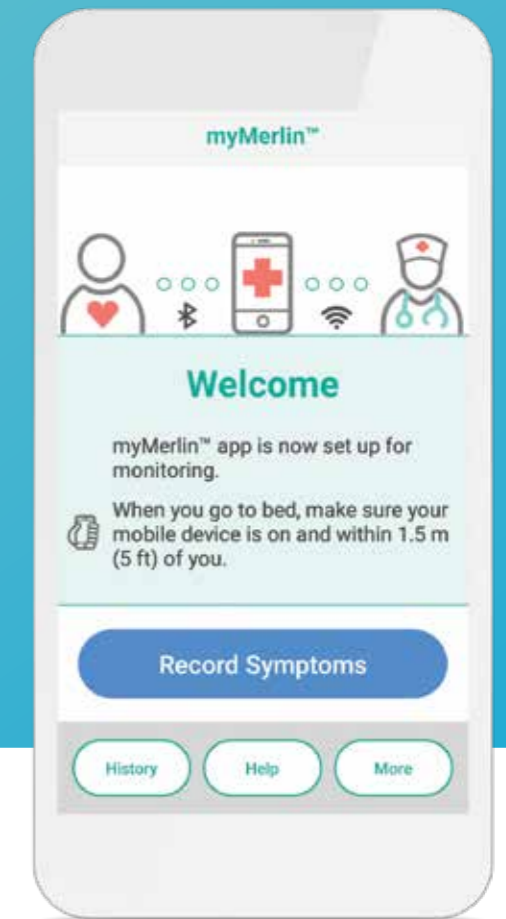 myMerlin™
Welcome
myMerlin™ app is now set up for
monitoring.
When you go to bed, make sure your
mobile device is on and within 1.5 m
(5 ft) of you.
Record Symptoms
History
Help
More